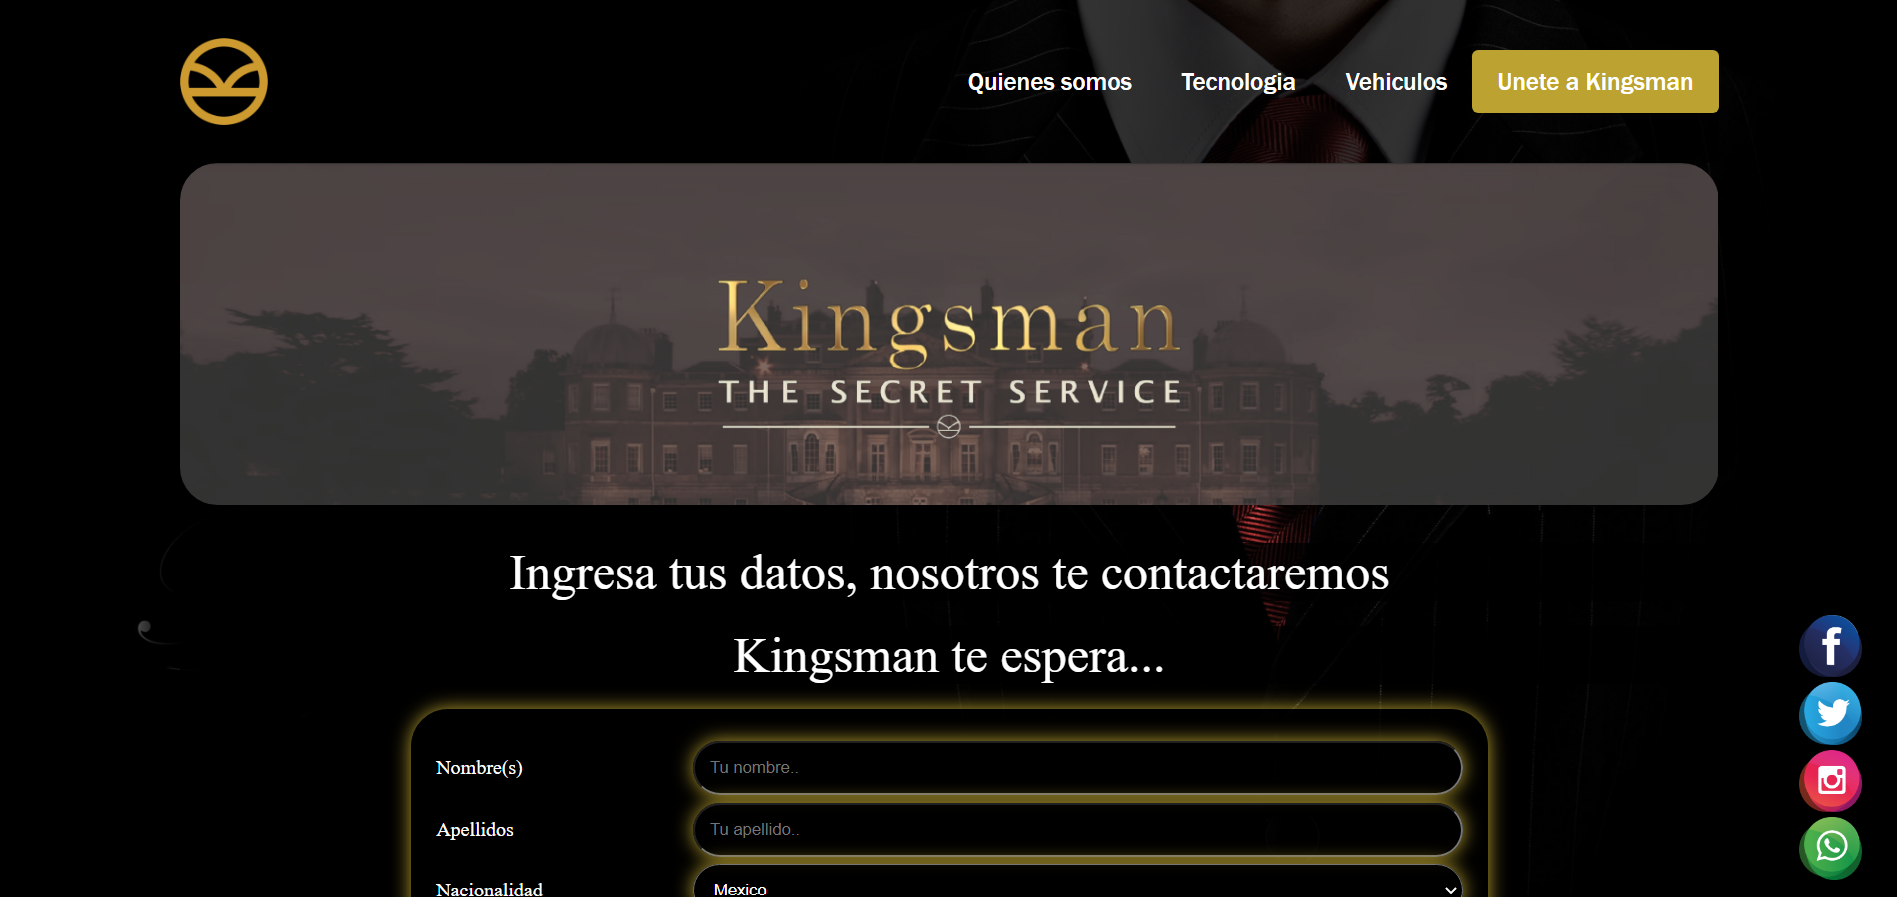 Quienes somos Tecnologia Vehiculos Unete a Kingsman
Kingsman
THE SECRET SERVICE
Ingresa tus datos, nosotros te contactaremos
Kingsman te espera...
Nombre(s) Tu nombre..
Apellidos Tu apellido..
Nacionalidad Mexico